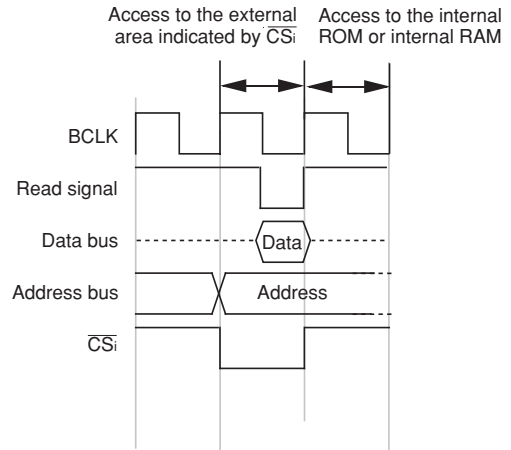 Access to the external
area indicated by CSi
Access to the internal
ROM or internal RAM
BCLK
Read signal
Data bus
Data
Address bus
Address
CSi